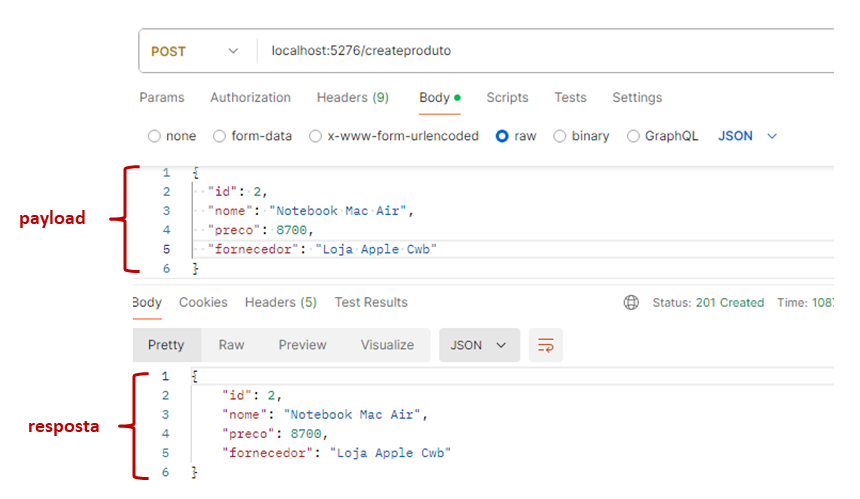 POST localhost:5276/createproduto
Params Authorization Headers (9) Body Scripts Tests Settings
none form-data x-www-form-urlencoded raw binary GraphQL JSON
payload
1 {
2 "id": 2,
3 "nome": "Notebook Mac Air",
4 "preco": 8700,
5 "fornecedor": "Loja Apple Cwb"
6 }
Body Cookies Headers (5) Test Results Status: 201 Created Time: 1087
Pretty Raw Preview Visualize JSON
resposta
1 {
2 "id": 2,
3 "nome": "Notebook Mac Air",
4 "preco": 8700,
5 "fornecedor": "Loja Apple Cwb"
6 }